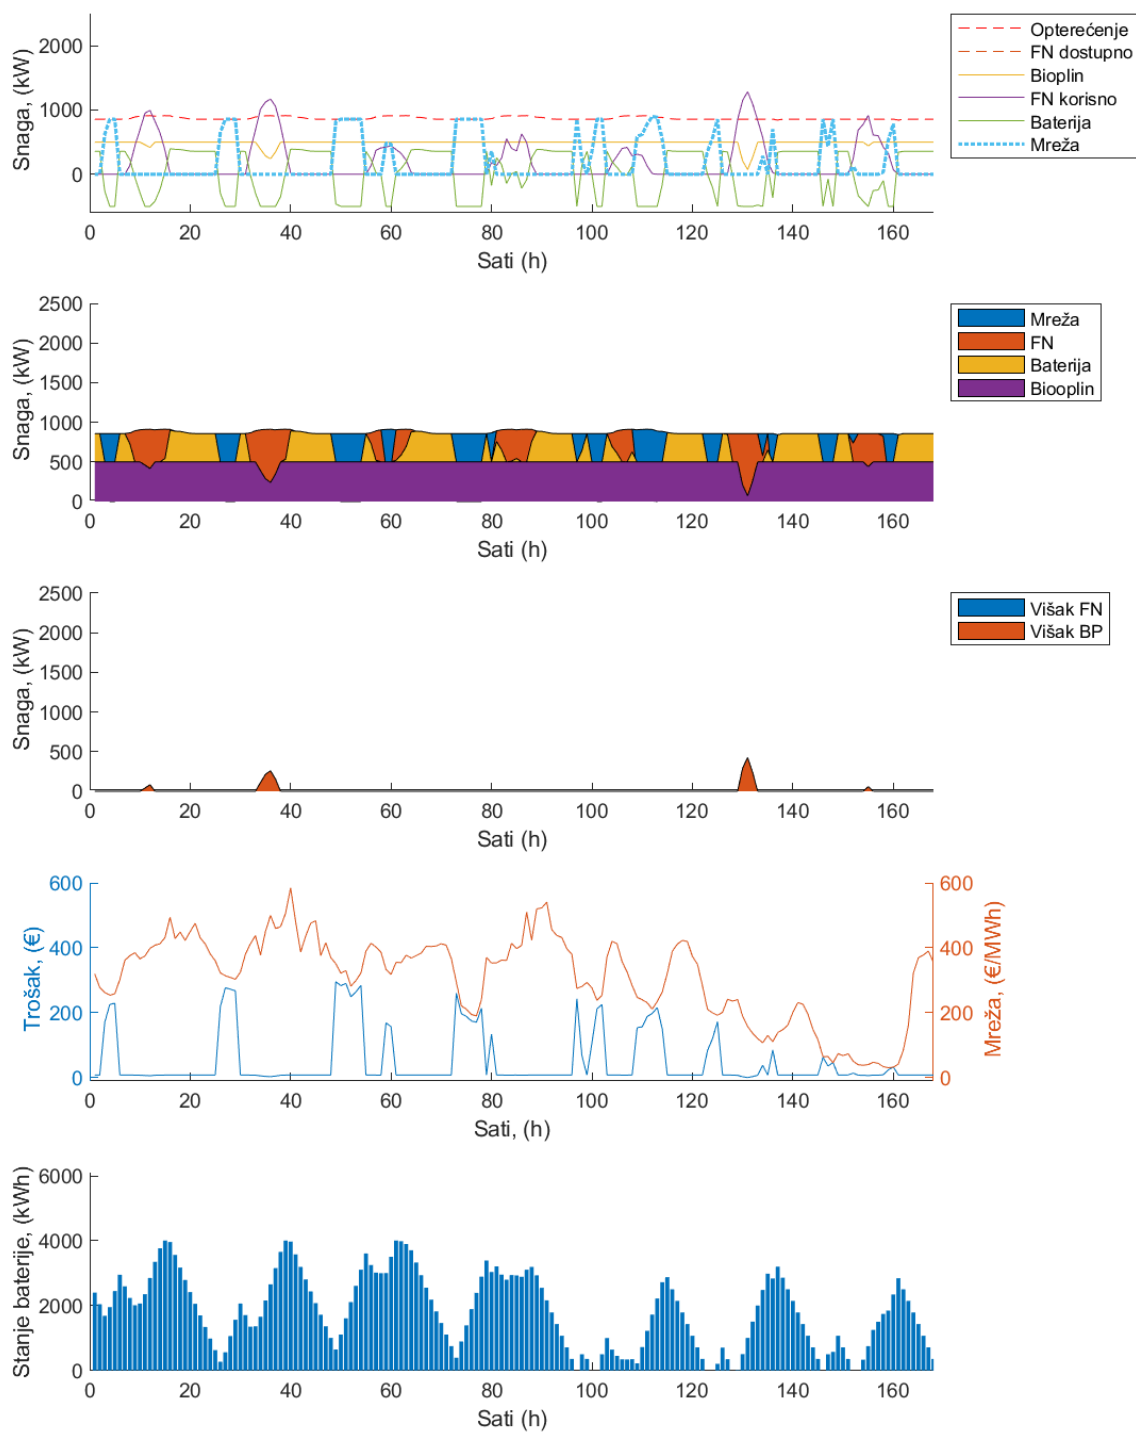 2000
1000
0
Snaga, (kW)
0 20 40 60 80 100 120 140 160
Sati (h)
Opterećenje
FN dostupno
Bioplin
FN korisno
Baterija
Mreža
2500
2000
1500
1000
500
0
Snaga, (kW)
0 20 40 60 80 100 120 140 160
Sati (h)
Mreža
FN
Baterija
Biooplin
2500
2000
1500
1000
500
0
Snaga, (kW)
0 20 40 60 80 100 120 140 160
Sati (h)
Višak FN
Višak BP
600
400
200
0
Trošak, (€)
600
400
200
0
Mreža, (€/MWh)
0 20 40 60 80 100 120 140 160
Sati, (h)
6000
4000
2000
0
Stanje baterije, (kWh)
0 20 40 60 80 100 120 140 160
Sati (h)